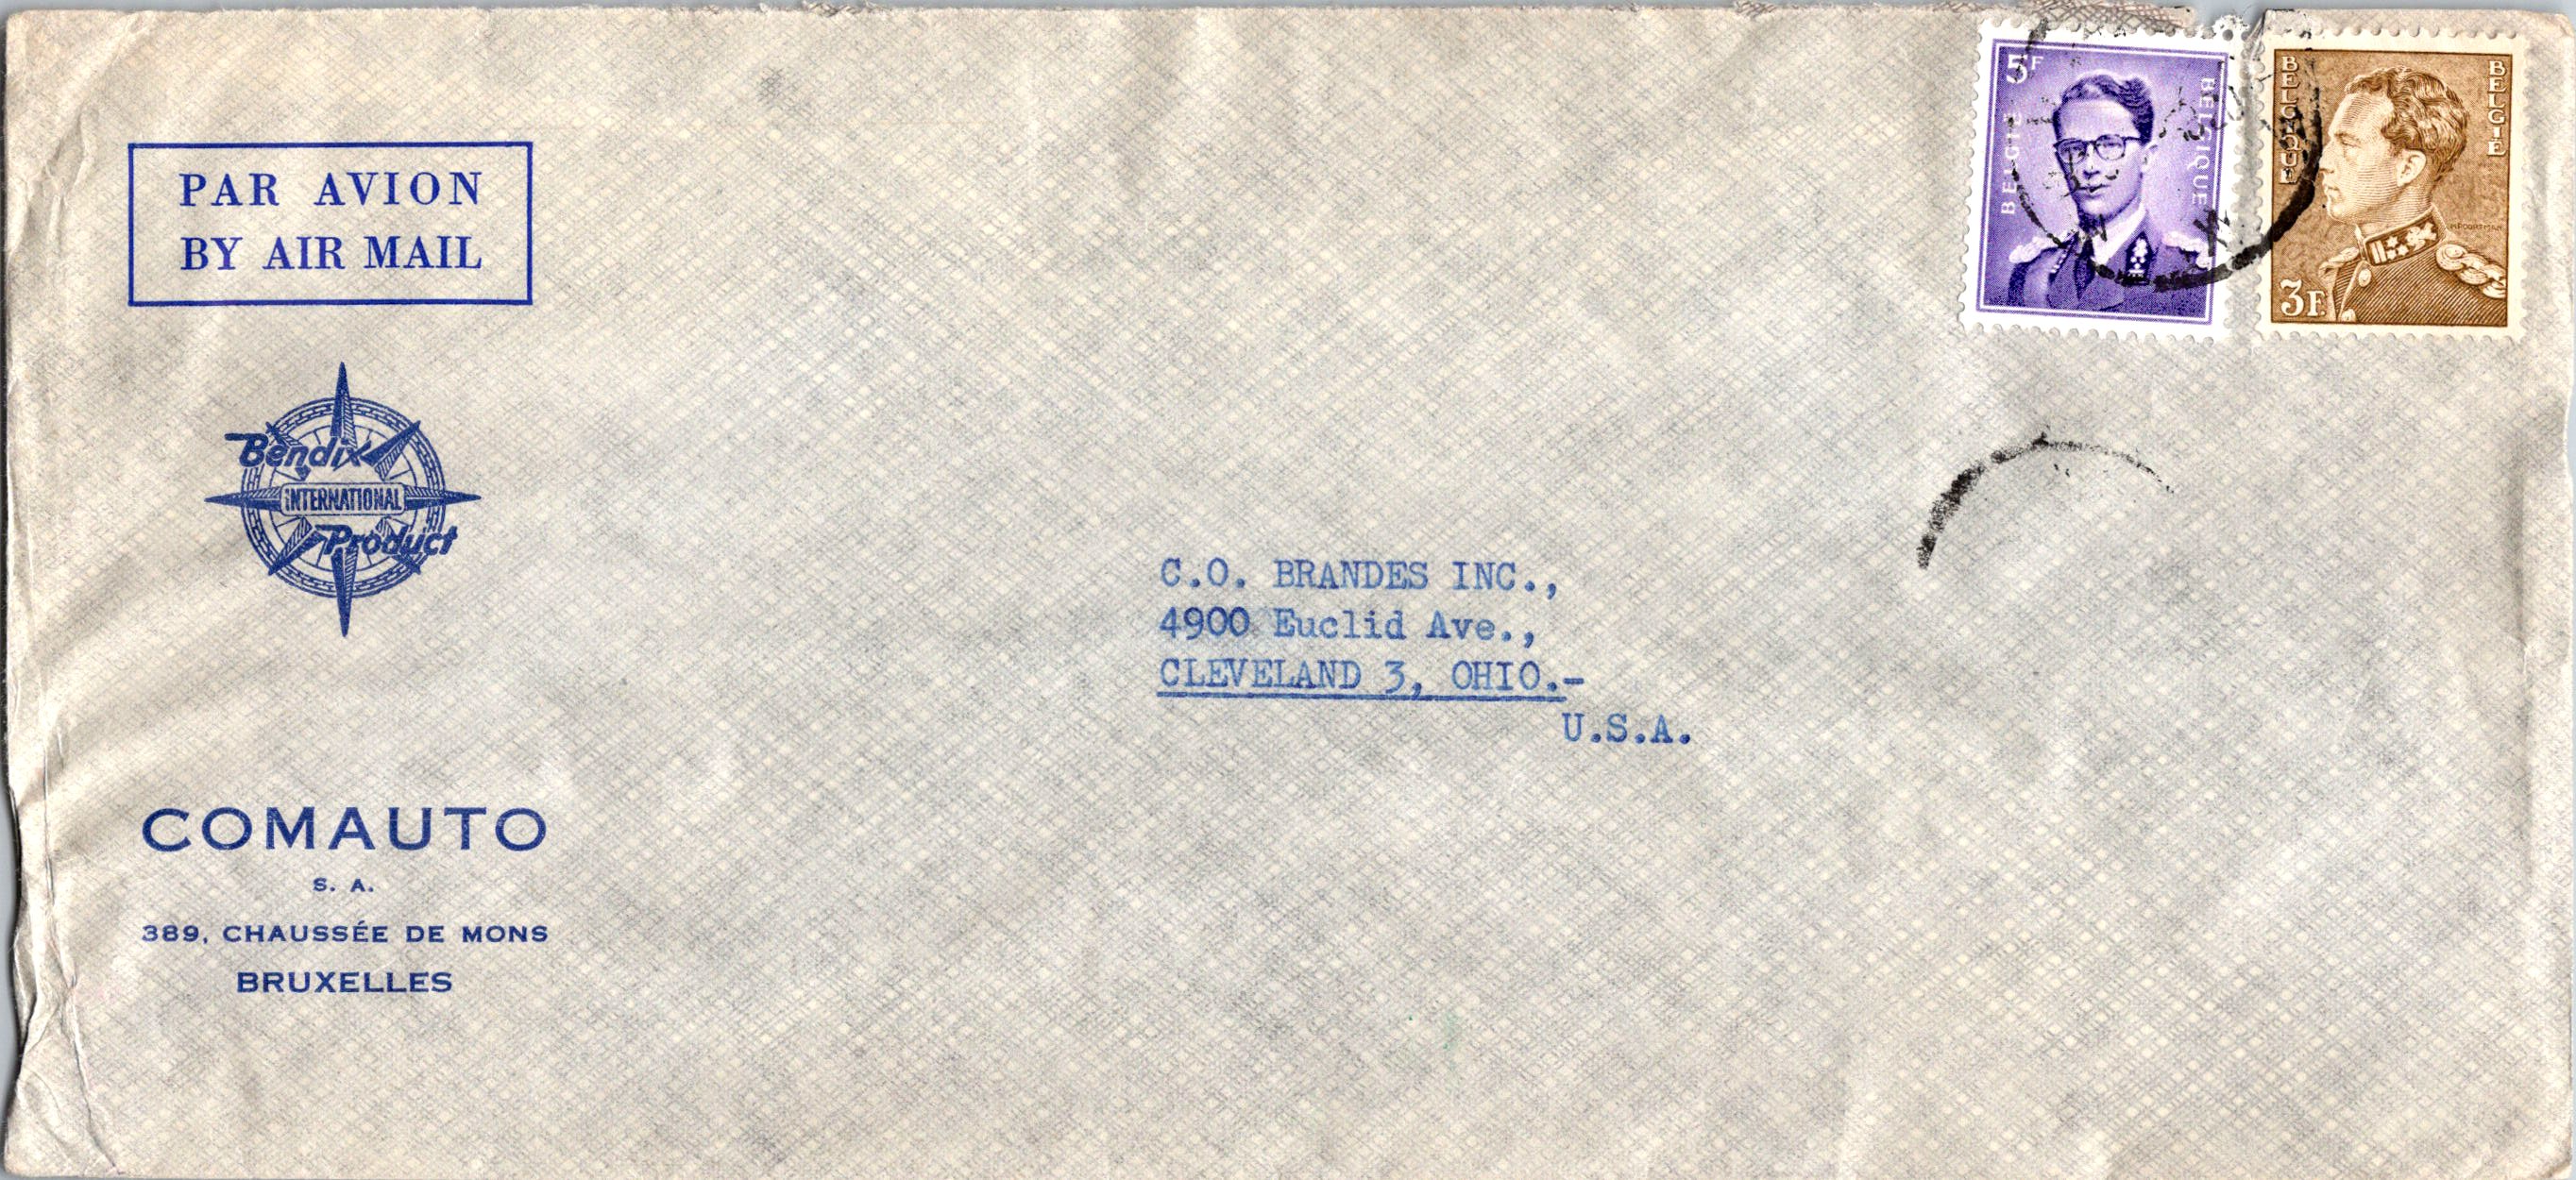 PAR AVION
BY AIR MAIL
Bendix
INTERNATIONAL
Product
COMAUTO
S. A.
389, CHAUSSÉE DE MONS
BRUXELLES
C.O. BRANDES INC.,
4900 Euclid Ave.,
CLEVELAND 3, OHIO.-
U.S.A.
5F
BELGIE
BELGIQUE
BELGIQUE
BELGIË
3F.